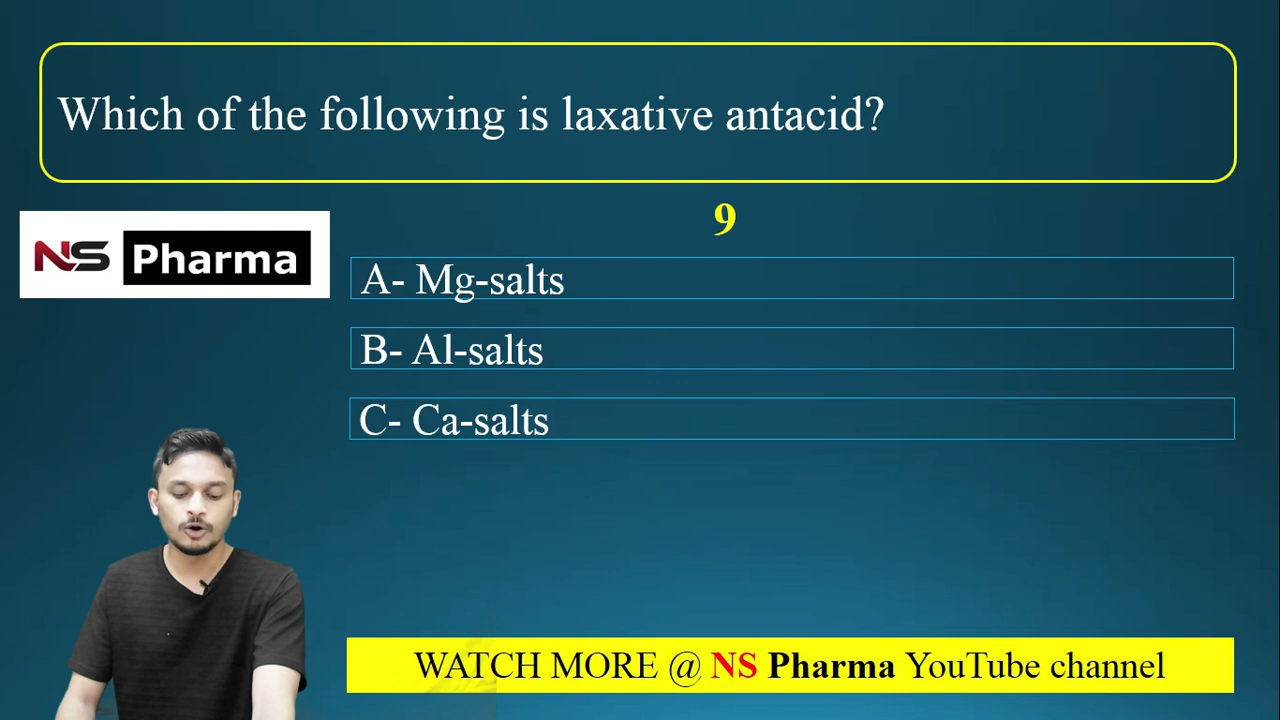 Which of the following is laxative antacid?
9
NS Pharma
A- Mg-salts
B- Al-salts
C- Ca-salts
WATCH MORE @ NS Pharma YouTube channel